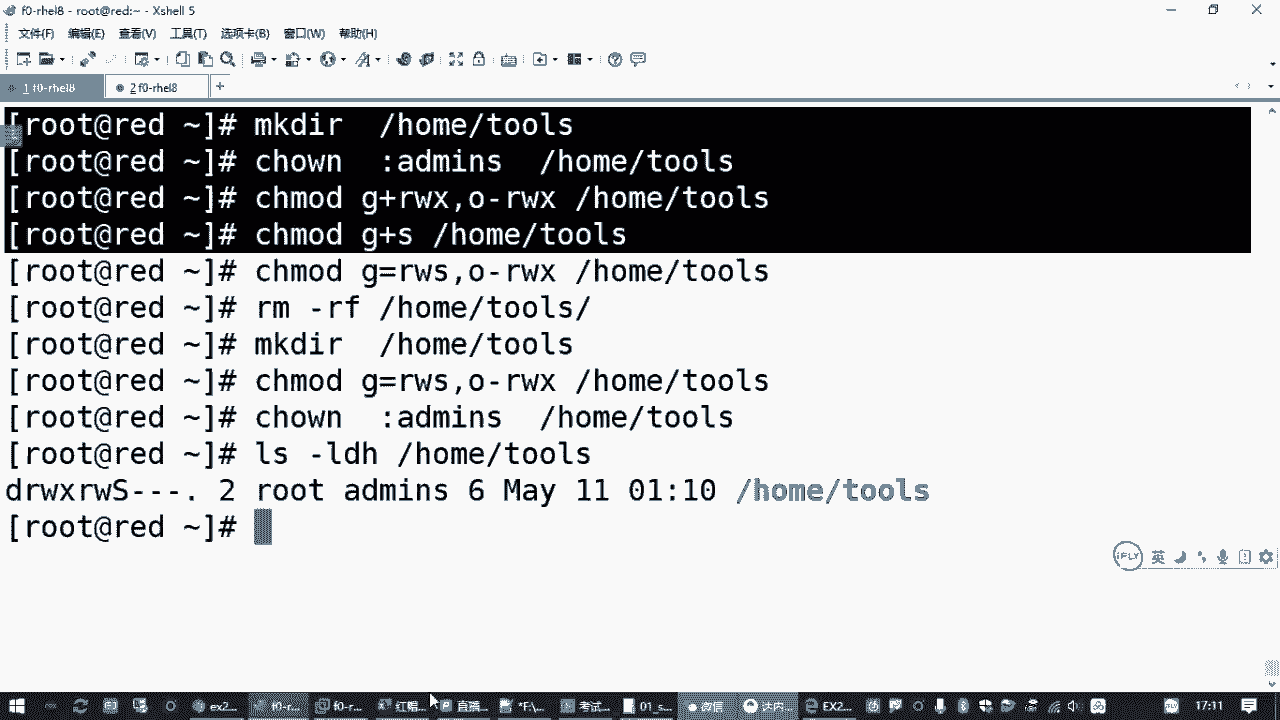 f0-rhel8 - root@red:~ - Xshell 5
文件(F) 编辑(E) 查看(V) 工具(T) 选项卡(B) 窗口(W) 帮助(H)
1 f0-rhel8 2 f0-rhel8 +
[root@red ~]# mkdir  /home/tools
[root@red ~]# chown  :admins  /home/tools
[root@red ~]# chmod g+rwx,o-rwx /home/tools
[root@red ~]# chmod g+s /home/tools
[root@red ~]# chmod g=rws,o-rwx /home/tools
[root@red ~]# rm -rf /home/tools/
[root@red ~]# mkdir  /home/tools
[root@red ~]# chmod g=rws,o-rwx /home/tools
[root@red ~]# chown  :admins  /home/tools
[root@red ~]# ls -ldh /home/tools
drwxrwS---. 2 root admins 6 May 11 01:10 /home/tools
[root@red ~]#
iFLY 英
ex2... f0-r... f0-r... 红帽... 直播... *F:\... 考试... 01_s... 微信 达内... EX2... 17:11